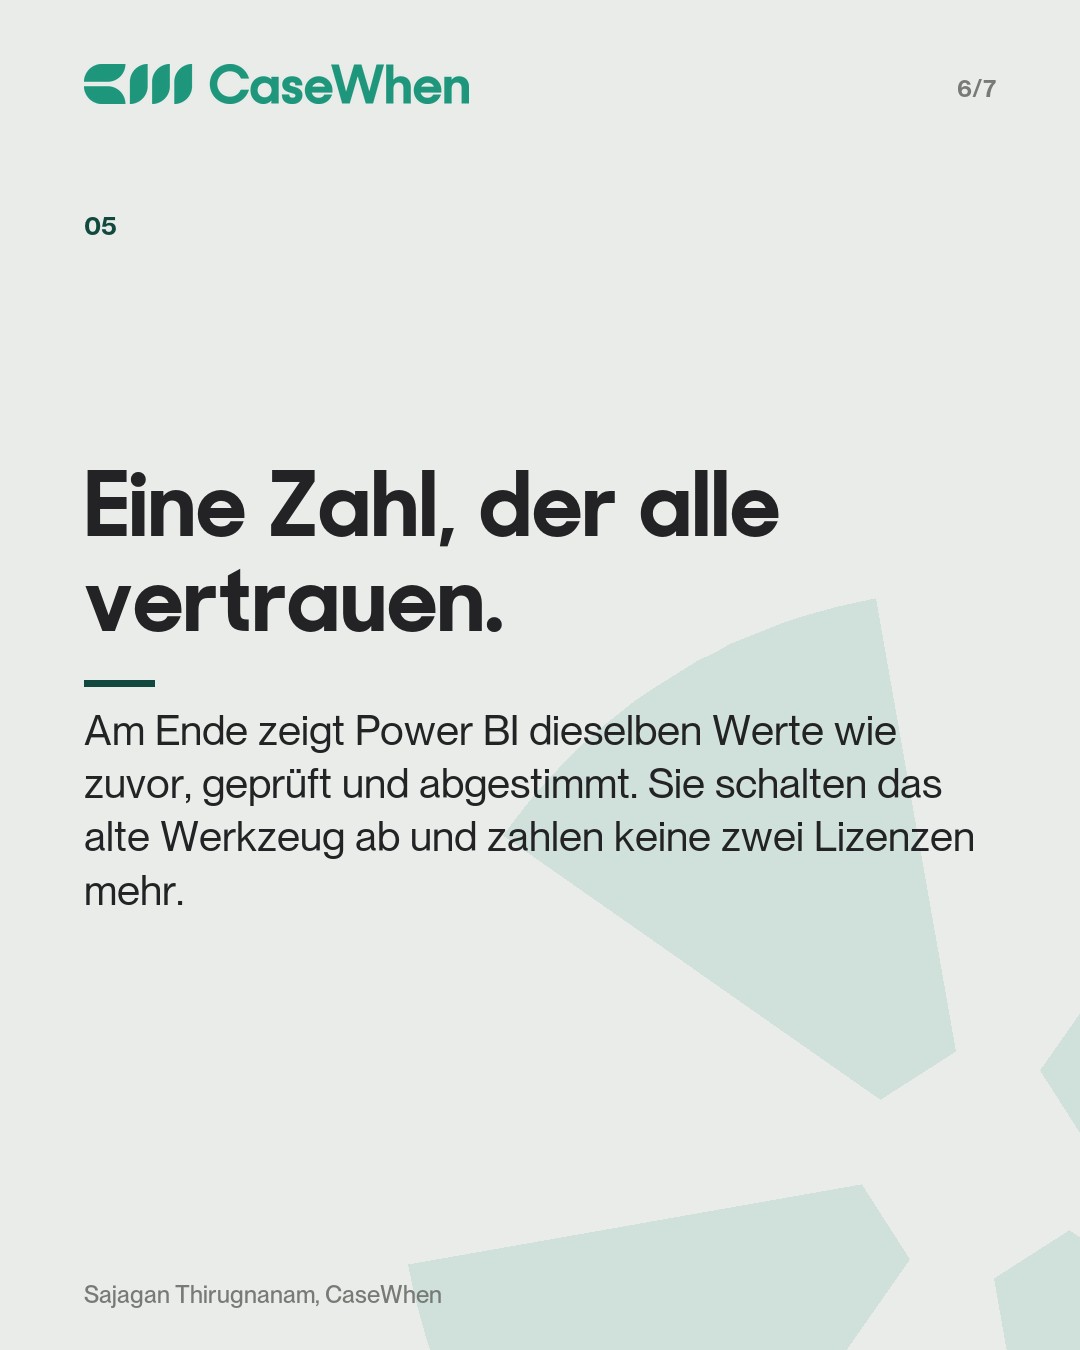 CaseWhen
6/7
05
Eine Zahl, der alle
vertrauen.
Am Ende zeigt Power BI dieselben Werte wie
zuvor, geprüft und abgestimmt. Sie schalten das
alte Werkzeug ab und zahlen keine zwei Lizenzen
mehr.
Sajagan Thirugnanam, CaseWhen